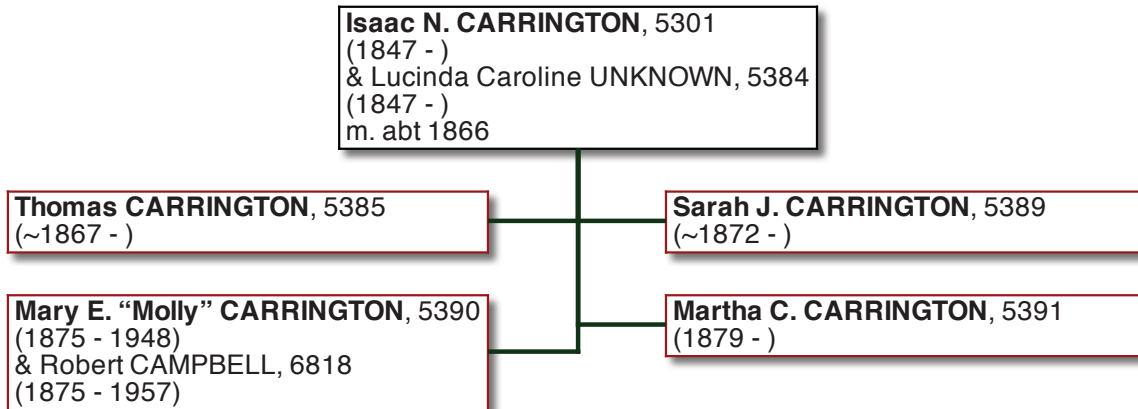 Isaac N. CARRINGTON, 5301
(1847 - )
& Lucinda Caroline UNKNOWN, 5384
(1847 - )
m. abt 1866
Thomas CARRINGTON, 5385
(~1867 - )
Sarah J. CARRINGTON, 5389
(~1872 - )
Mary E. “Molly” CARRINGTON, 5390
(1875 - 1948)
& Robert CAMPBELL, 6818
(1875 - 1957)
Martha C. CARRINGTON, 5391
(1879 - )